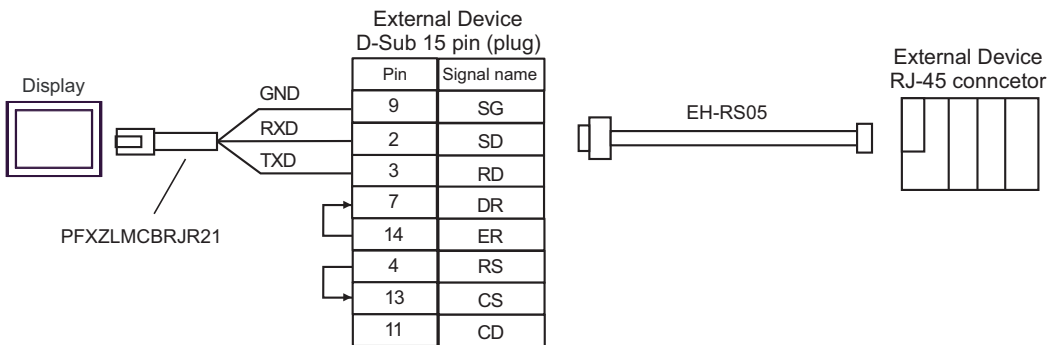 External Device
D-Sub 15 pin (plug)
Pin Signal name
9 SG
2 SD
3 RD
7 DR
14 ER
4 RS
13 CS
11 CD
Display
GND
RXD
TXD
PFXZLMCBRJR21
EH-RS05
External Device
RJ-45 conncetor